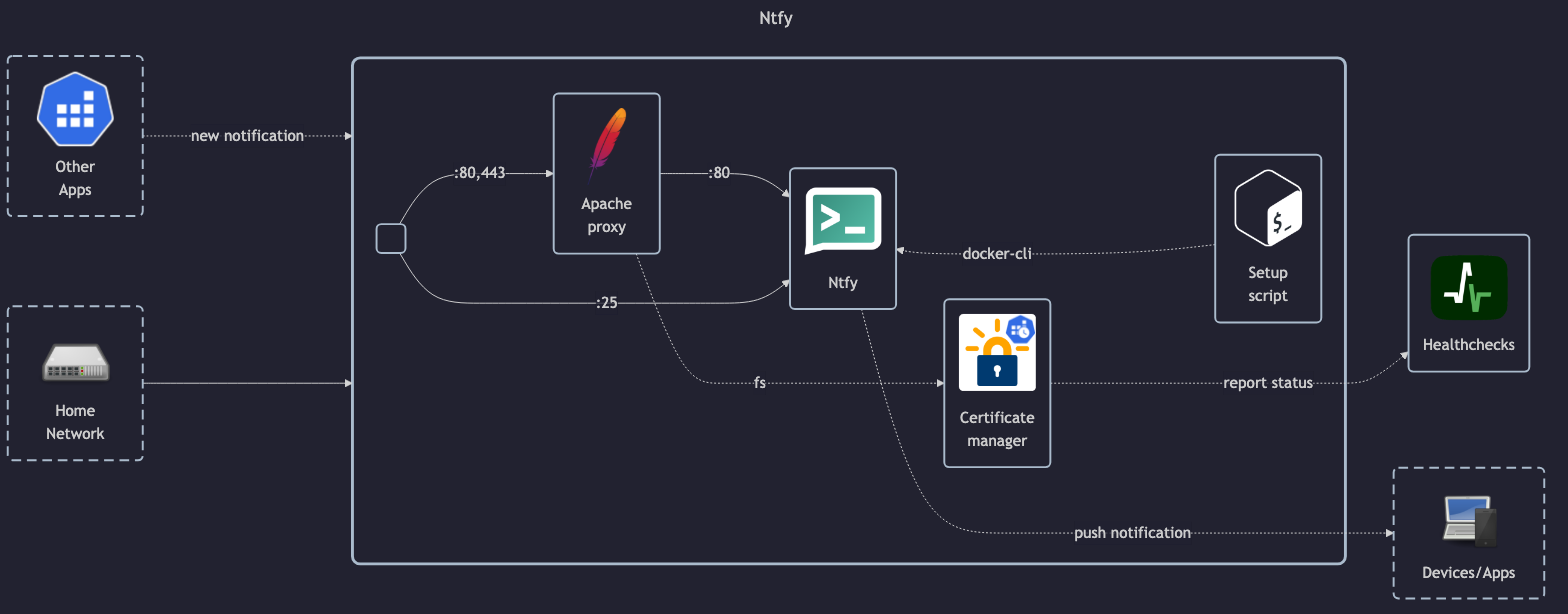 Ntfy
Other
Apps
new notification
Home
Network
:80,443
:25
Apache
proxy
:80
fs
>_
Ntfy
docker-cli
$_
Setup
script
Certificate
manager
report status
Healthchecks
push notification
Devices/Apps